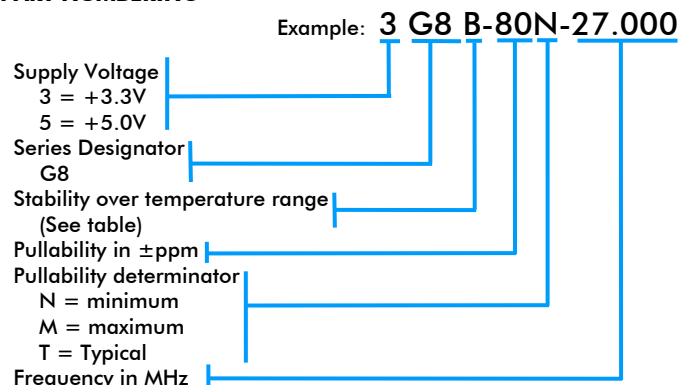 Example: 3 G8 B-80N-27.000
Supply Voltage
3 = +3.3V
5 = +5.0V
Series Designator
G8
Stability over temperature range
(See table)
Pullability in ±ppm
Pullability determinator
N = minimum
M = maximum
T = Typical
Frequency in MHz